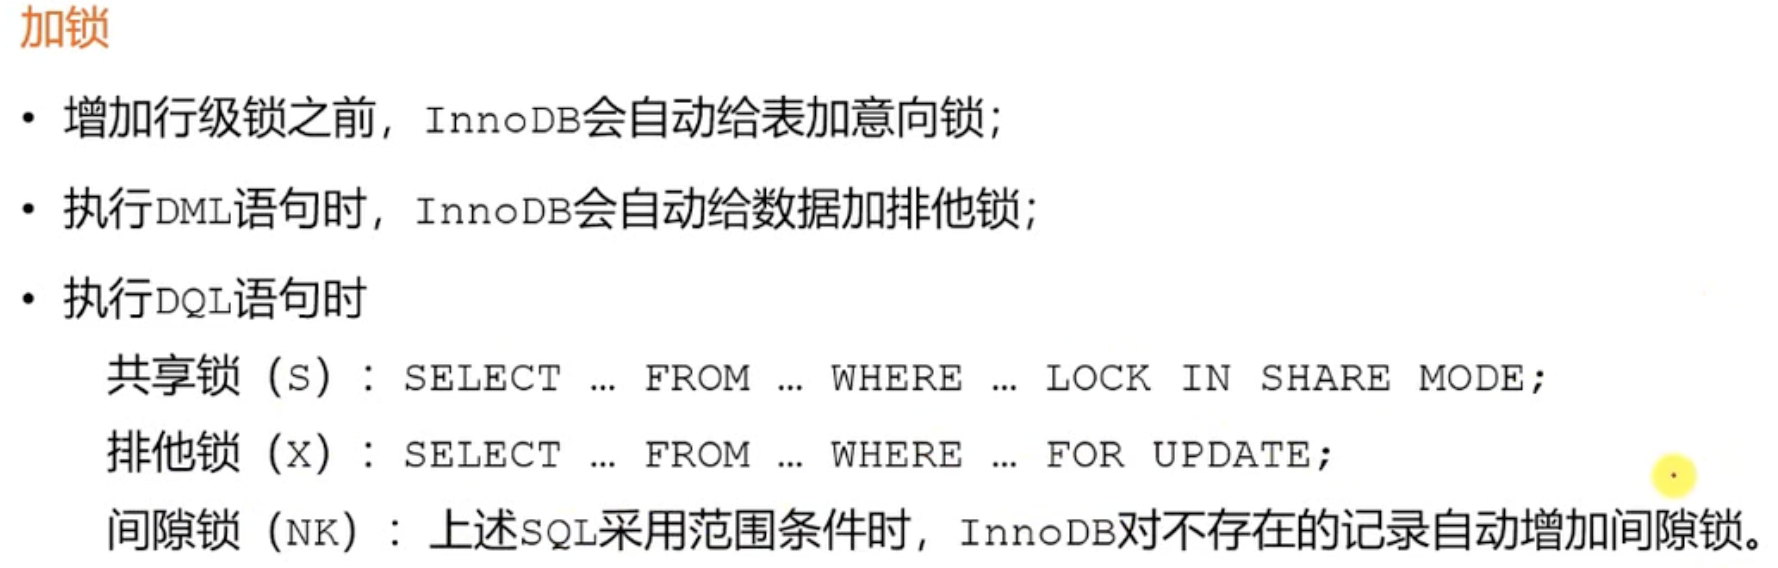 加锁
• 增加行级锁之前，InnoDB会自动给表加意向锁；
• 执行DML语句时，InnoDB会自动给数据加排他锁；
• 执行DQL语句时
共享锁（S）：SELECT … FROM … WHERE … LOCK IN SHARE MODE;
排他锁（X）：SELECT … FROM … WHERE … FOR UPDATE;
间隙锁（NK）：上述SQL采用范围条件时，InnoDB对不存在的记录自动增加间隙锁。